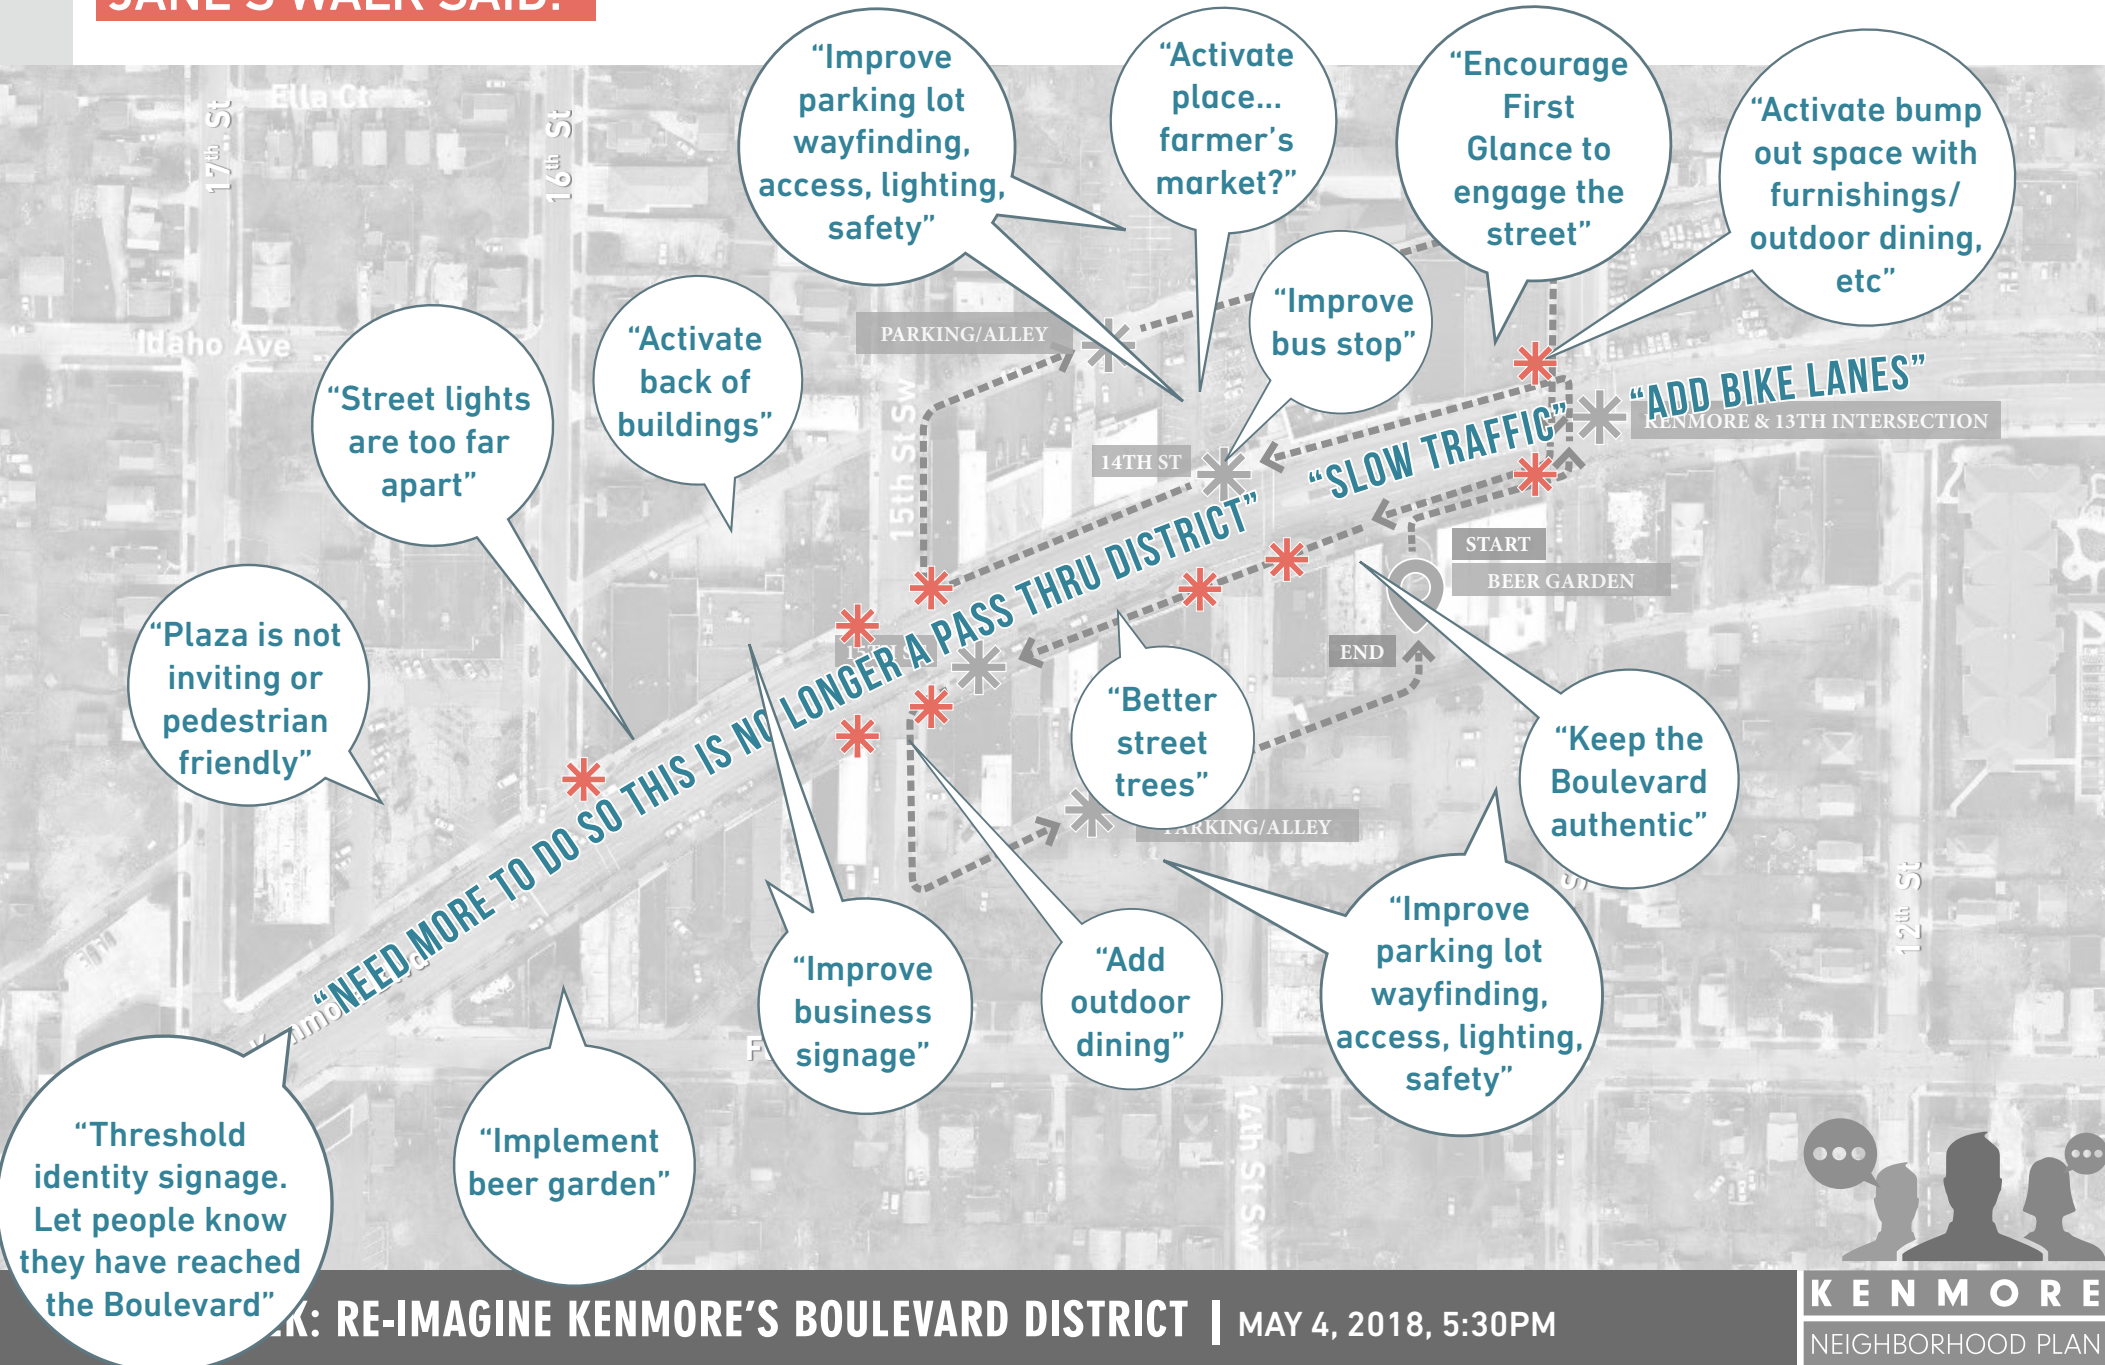 JANE'S WALK SAID:
“Improve
parking lot
wayfinding,
access, lighting,
safety”
“Activate
place...
farmer’s
market?”
“Encourage
First
Glance to
engage the
street”
“Activate bump
out space with
furnishings/
outdoor dining,
etc”
Ella Ct
17th St
16th St
Idaho Ave
“Street lights
are too far
apart”
“Activate
back of
buildings”
PARKING/ALLEY
“Improve
bus stop”
15th St Sw
14TH ST
“ADD BIKE LANES”
KENMORE & 13TH INTERSECTION
“SLOW TRAFFIC”
START
BEER GARDEN
END
“NEED MORE TO DO SO THIS IS NO LONGER A PASS THRU DISTRICT”
“Plaza is not
inviting or
pedestrian
friendly”
“Better
street
trees”
“Keep the
Boulevard
authentic”
PARKING/ALLEY
“Improve
business
signage”
“Add
outdoor
dining”
“Improve
parking lot
wayfinding,
access, lighting,
safety”
12th St
14th St Sw
“Threshold
identity signage.
Let people know
they have reached
the Boulevard”
“Implement
beer garden”
RE-IMAGINE KENMORE’S BOULEVARD DISTRICT | MAY 4, 2018, 5:30PM
KENMORE
NEIGHBORHOOD PLAN